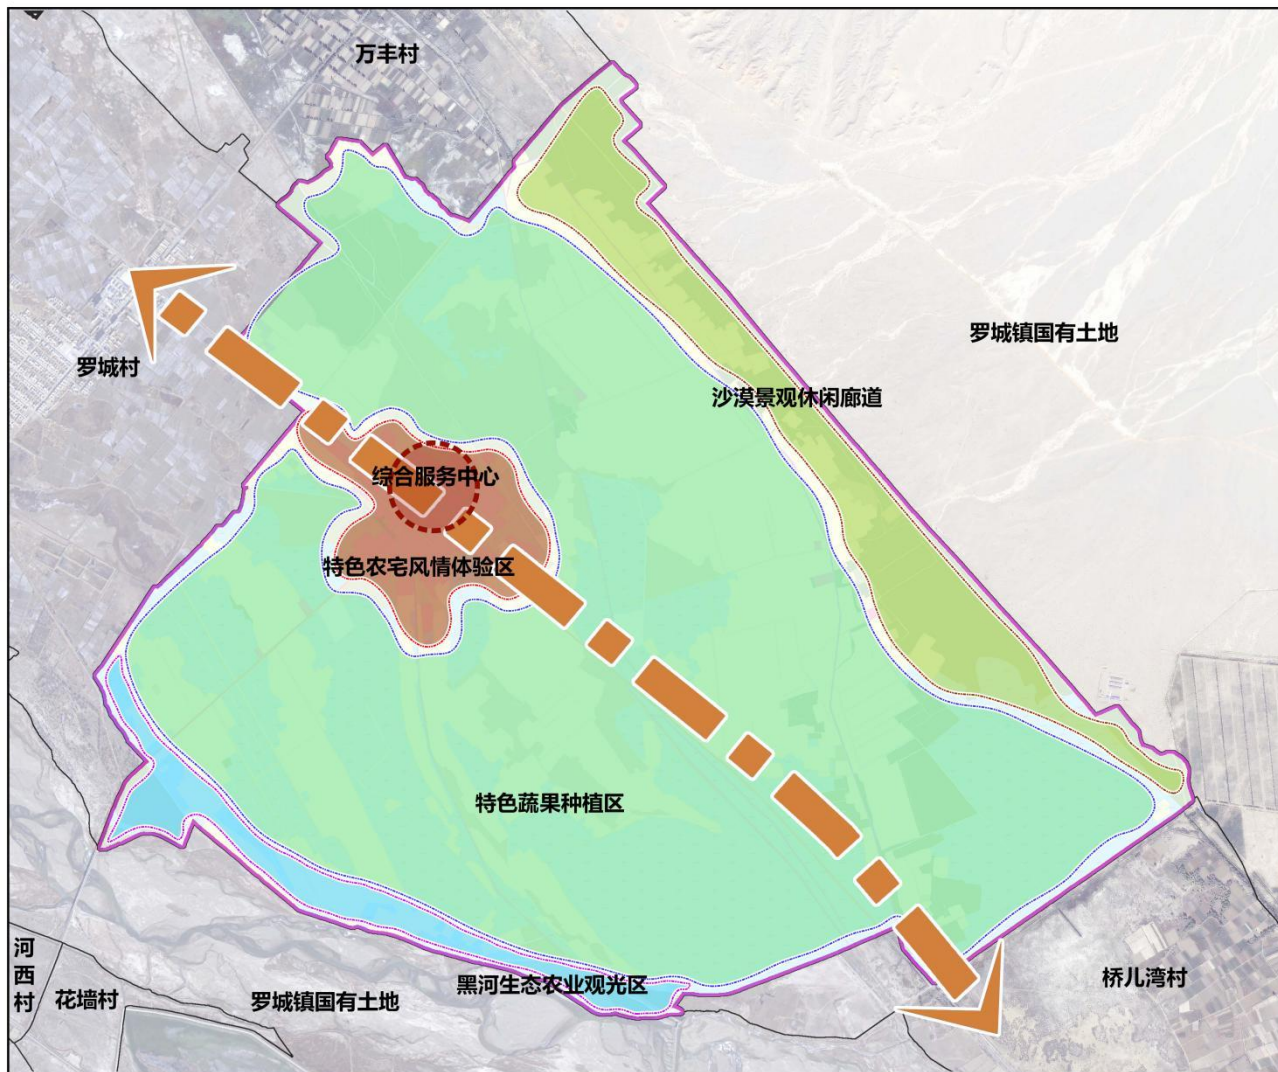 万丰村
罗城镇国有土地
罗城村
沙漠景观休闲廊道
综合服务中心
特色农宅风情体验区
特色蔬果种植区
河西村
花墙村
罗城镇国有土地
黑河生态农业观光区
桥儿湾村